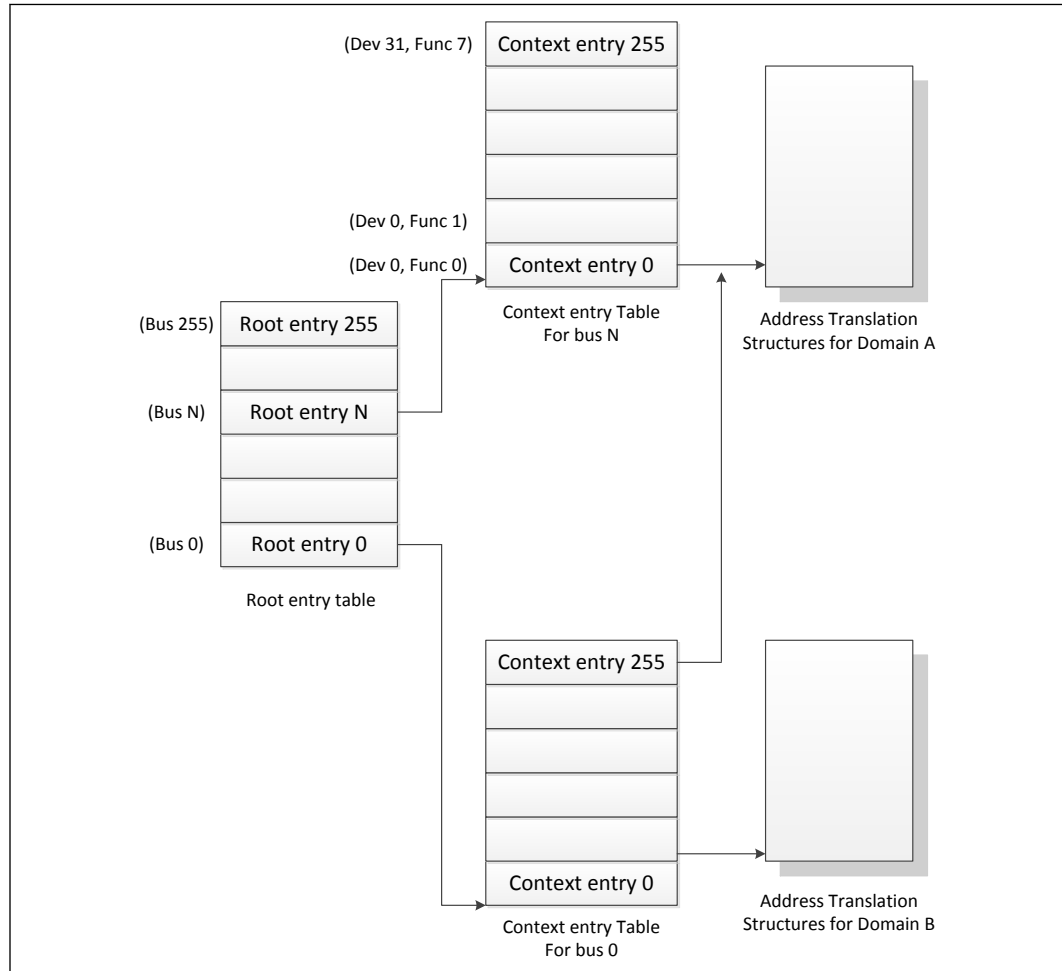 (Dev 31, Func 7)
Context entry 255
(Dev 0, Func 1)
(Dev 0, Func 0)
Context entry 0
Context entry Table
For bus N
Address Translation
Structures for Domain A
(Bus 255)
Root entry 255
(Bus N)
Root entry N
(Bus 0)
Root entry 0
Root entry table
Context entry 255
Context entry 0
Context entry Table
For bus 0
Address Translation
Structures for Domain B